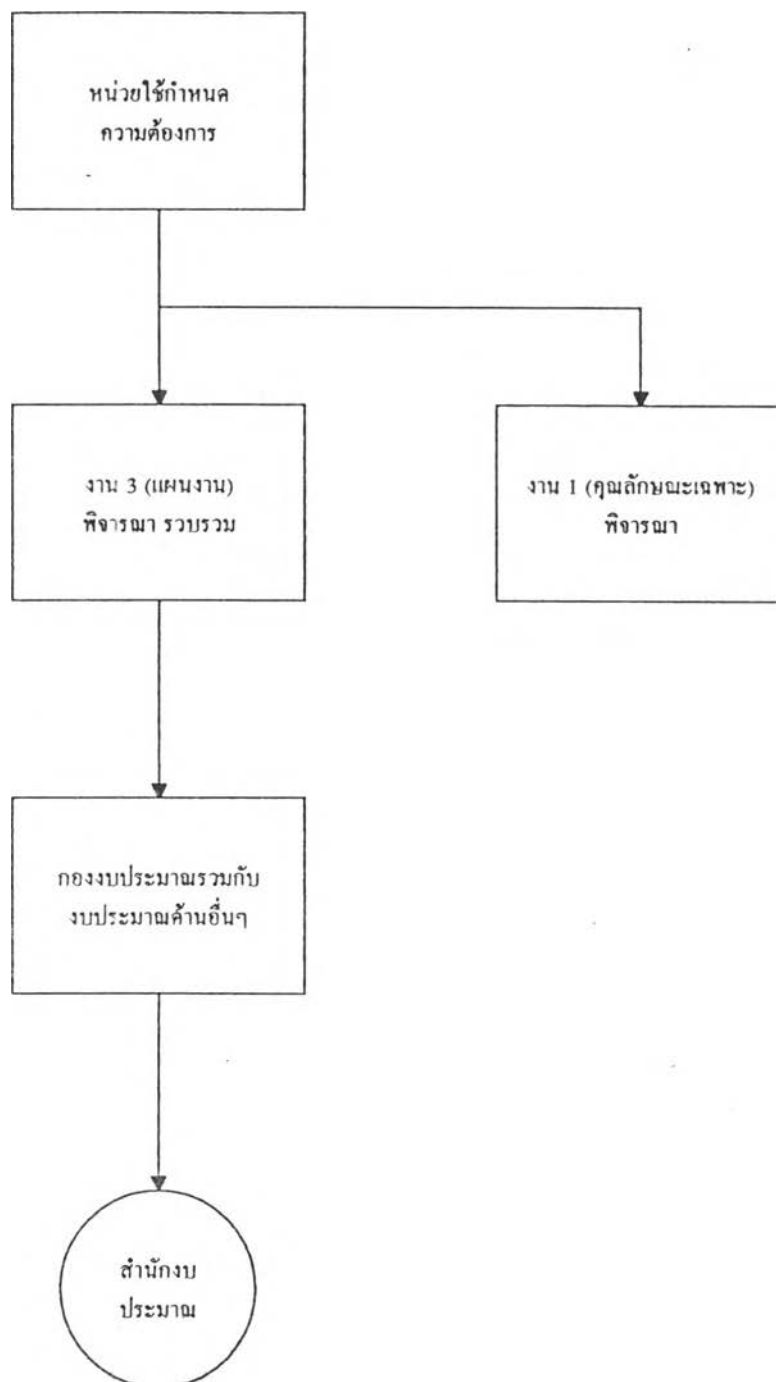 หน่วยใช้กำหนด
ความต้องการ
งาน 3 (แผนงาน)
พิจารณา รวบรวม
งาน 1 (คุณลักษณะเฉพาะ)
พิจารณา
กองงบประมาณรวมกับ
งบประมาณด้านอื่นๆ
สำนักงบ
ประมาณ